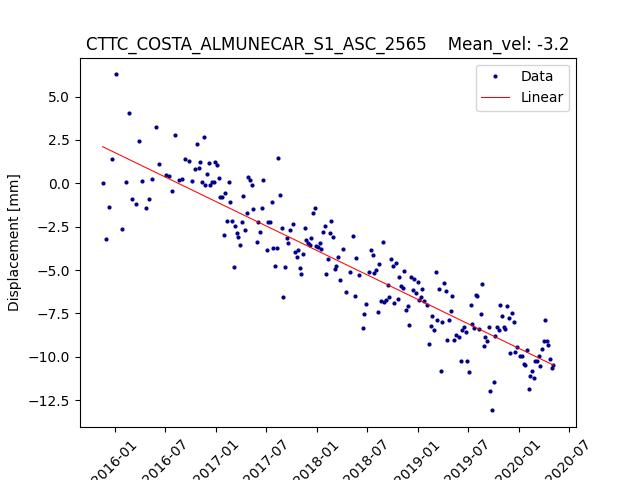 CTTC_COSTA_ALMUNECAR_S1_ASC_2565 Mean_vel: -3.2
Data
Linear
Displacement [mm]
5.0
2.5
0.0
−2.5
−5.0
−7.5
−10.0
−12.5
2016-01 2016-07 2017-01 2017-07 2018-01 2018-07 2019-01 2019-07 2020-01 2020-07